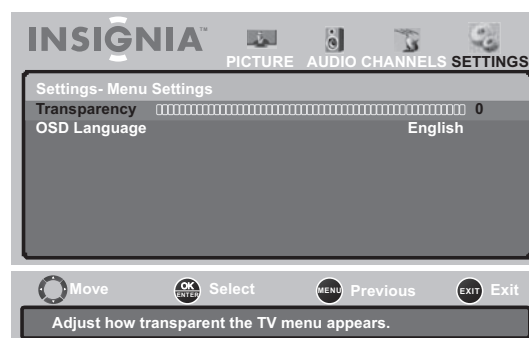 INSIGNIA™
PICTURE AUDIO CHANNELS SETTINGS
Settings- Menu Settings
Transparency 0
OSD Language English
Move OK ENTER Select MENU Previous EXIT Exit
Adjust how transparent the TV menu appears.